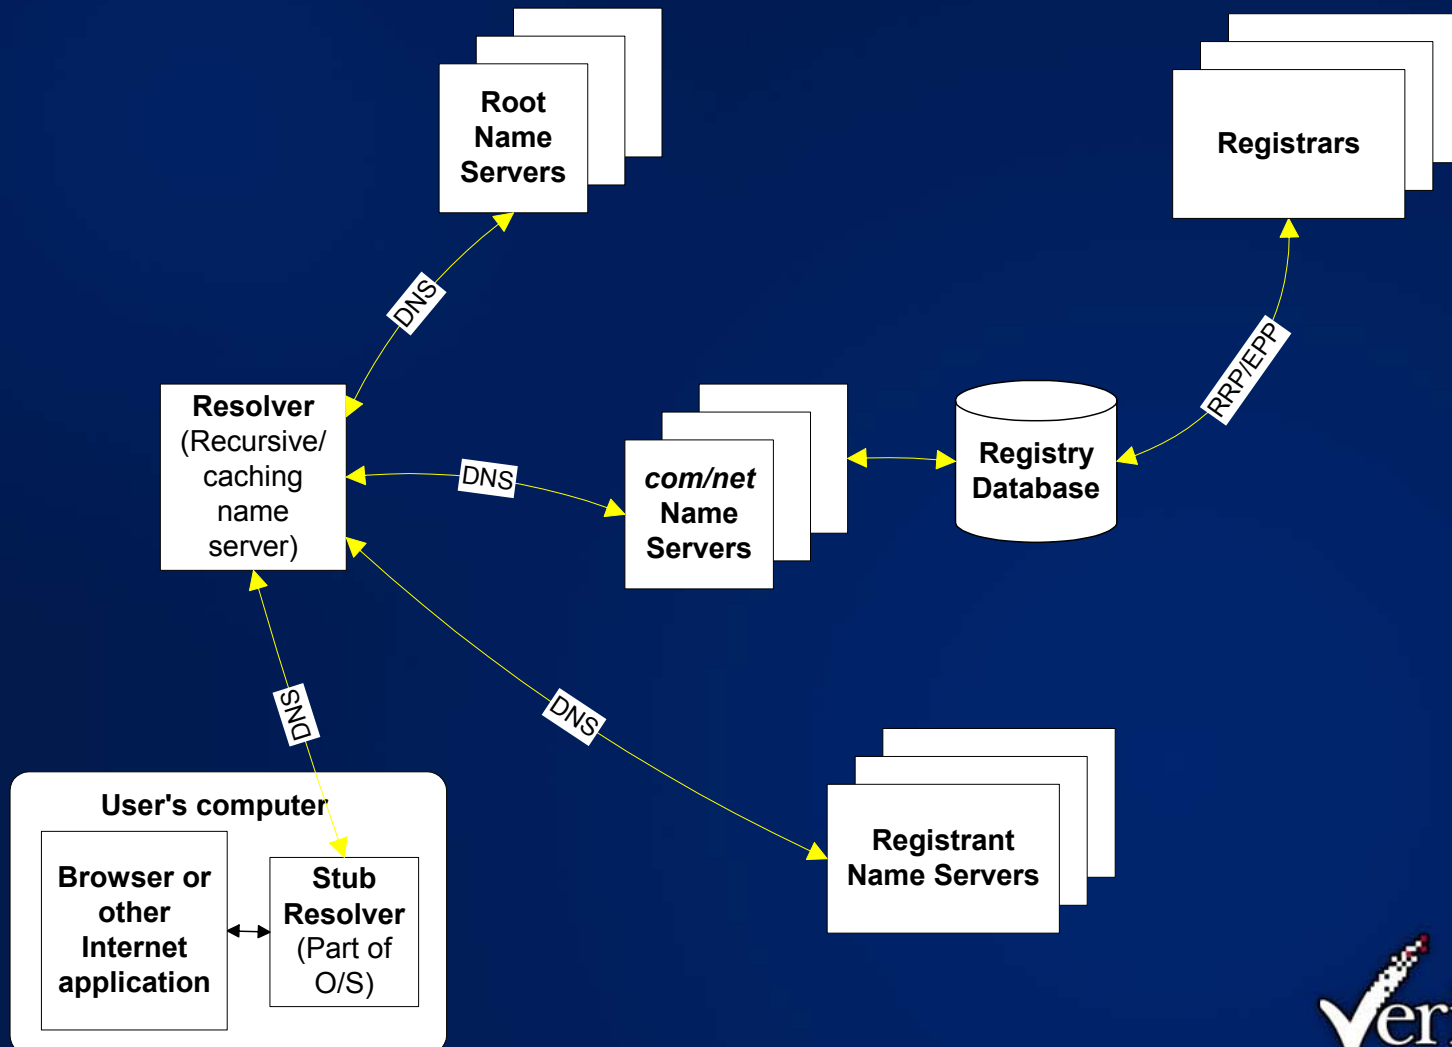 Root
Name
Servers
Registrars
DNS
RRP/EPP
Resolver
(Recursive/
caching
name
server)
DNS
com/net
Name
Servers
Registry
Database
DNS
DNS
User's computer
Browser or
other
Internet
application
Stub
Resolver
(Part of
O/S)
Registrant
Name Servers